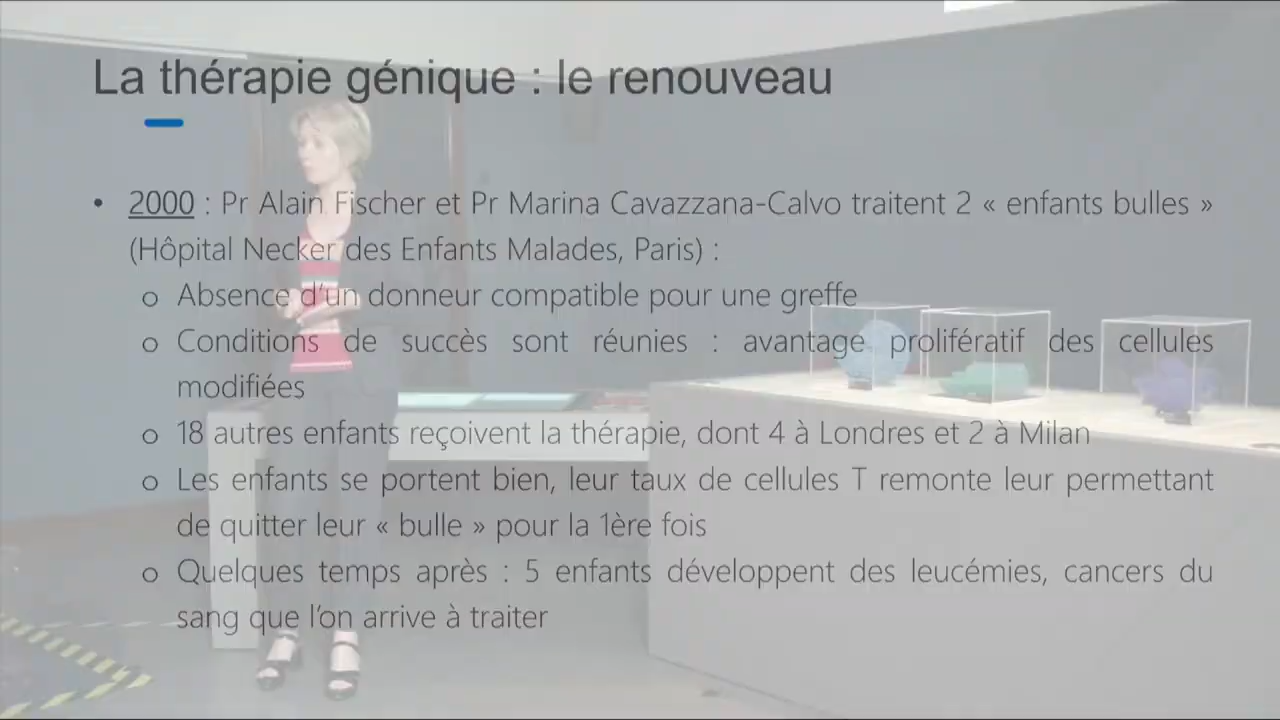 La thérapie génique : le renouveau
• 2000 : Pr Alain Fischer et Pr Marina Cavazzana-Calvo traitent 2 « enfants bulles »
(Hôpital Necker des Enfants Malades, Paris) :
o Absence d'un donneur compatible pour une greffe
o Conditions de succès sont réunies : avantage prolifératif des cellules
modifiées
o 18 autres enfants reçoivent la thérapie, dont 4 à Londres et 2 à Milan
o Les enfants se portent bien, leur taux de cellules T remonte leur permettant
de quitter leur « bulle » pour la 1ère fois
o Quelques temps après : 5 enfants développent des leucémies, cancers du
sang que l'on arrive à traiter